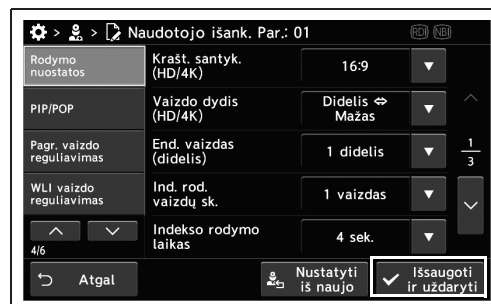 > > Naudotojo išank. Par.: 01 RDI NBI
Rodymo
nuostatos
Krašt. santyk.
(HD/4K)
16:9
PIP/POP
Vaizdo dydis
(HD/4K)
Didelis ⇔
Mažas
Pagr. vaizdo
reguliavimas
End. vaizdas
(didelis)
1 didelis
1
3
WLI vaizdo
reguliavimas
Ind. rod.
vaizdų sk.
1 vaizdas
4/6
Indekso rodymo
laikas
4 sek.
Atgal
Nustatyti
iš naujo
Išsaugoti
ir uždaryti